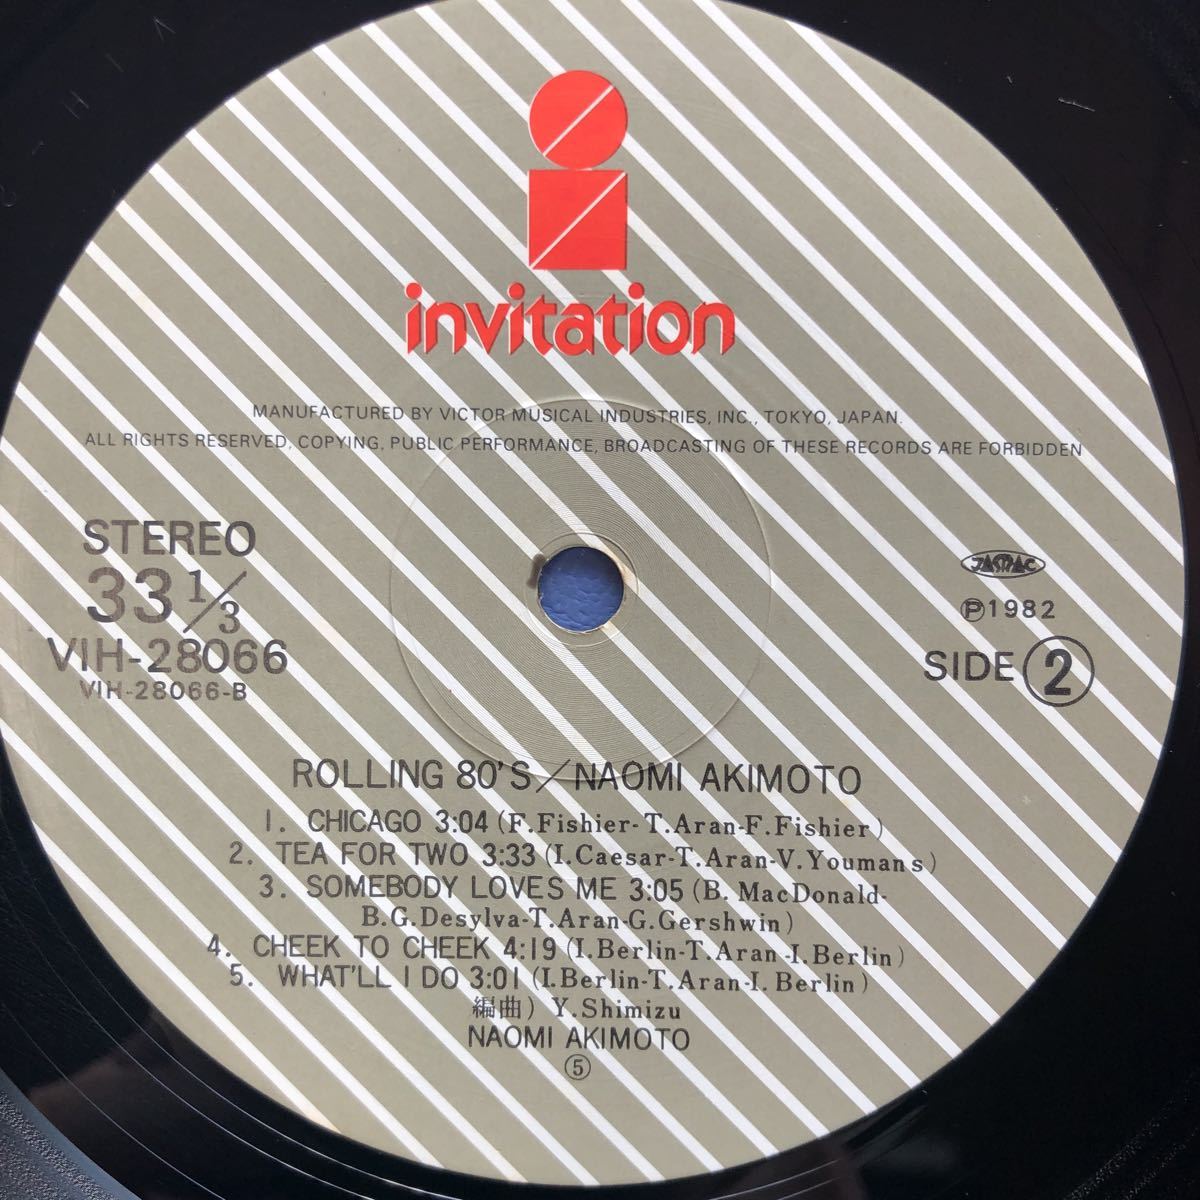 invitation
MANUFACTURED BY VICTOR MUSICAL INDUSTRIES, INC., TOKYO, JAPAN.
ALL RIGHTS RESERVED, COPYING, PUBLIC PERFORMANCE, BROADCASTING OF THESE RECORDS ARE FORBIDDEN
STEREO
33 1/3
VIH-28066
VIH-28066-B
JASRAC
Ⓟ1982
SIDE ②
ROLLING 80'S/NAOMI AKIMOTO
1. CHICAGO 3:04 (F.Fishier-T.Aran-F.Fishier)
2. TEA FOR TWO 3:33 (I.Caesar-T.Aran-V.Youmans)
3. SOMEBODY LOVES ME 3:05 (B. MacDonald-
B.G.Desylva-T.Aran-G.Gershwin)
4. CHEEK TO CHEEK 4:19 (I.Berlin-T.Aran-I.Berlin)
5. WHAT'LL I DO 3:01 (I.Berlin-T.Aran-I.Berlin)
編曲) Y.Shimizu
NAOMI AKIMOTO
⑤